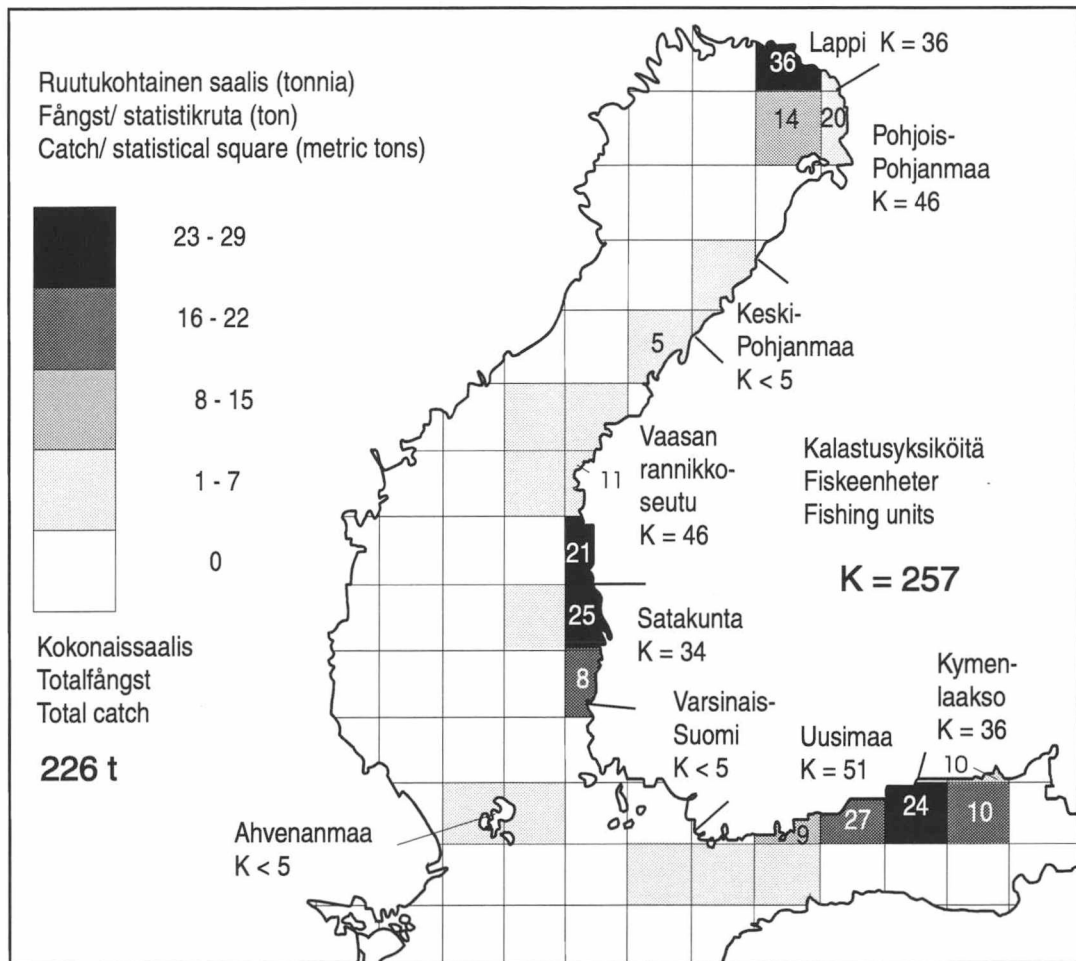 Ruutukohtainen saalis (tonnia)
Fångst/ statistikruta (ton)
Catch/ statistical square (metric tons)
23 - 29
16 - 22
8 - 15
1 - 7
0
Kokonaissaalis
Totalfångst
Total catch
226 t
Lappi K = 36
36
14
20
Pohjois-
Pohjanmaa
K = 46
Keski-
Pohjanmaa
K < 5
5
Vaasan
rannikko-
seutu
K = 46
11
Kalastusyksiköitä
Fiskeenheter
Fishing units
K = 257
21
25
Satakunta
K = 34
8
Varsinais-
Suomi
K < 5
Uusimaa
K = 51
Kymen-
laakso
K = 36
10
9
27
24
10
Ahvenanmaa
K < 5